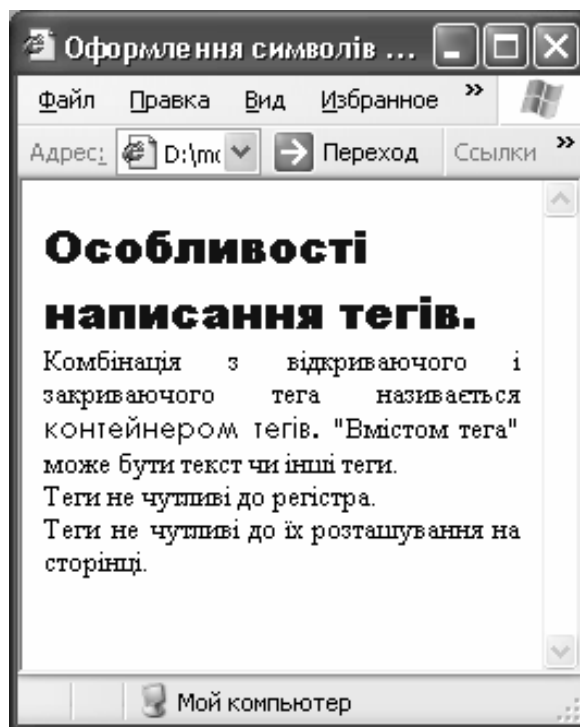 Оформлення символів ...
Файл Правка Вид Избранное »
Адрес: D:\mc Переход Ссылки »
Особливості
написання тегів.
Комбінація з відкриваючого і
закриваючого тега називається
контейнером тегів. "Вмістом тега"
може бути текст чи інші теги.
Теги не чутливі до регістра.
Теги не чутливі до їх розташування на
сторінці.
Мой компьютер